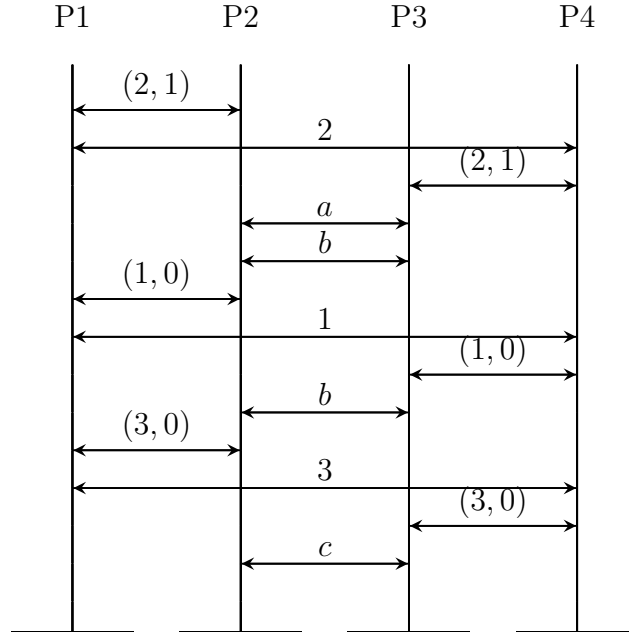 P1 P2 P3 P4
(2, 1)
2
(2, 1)
a
b
(1, 0)
1
(1, 0)
b
(3, 0)
3
(3, 0)
c